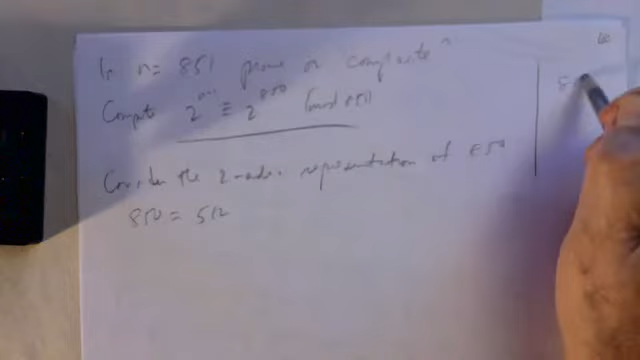 Is n = 851 prime or composite?
Compute 2^{n-1} ≡ 2^{850} (mod 851)
Consider the 2-adic representation of 850
850 = 512